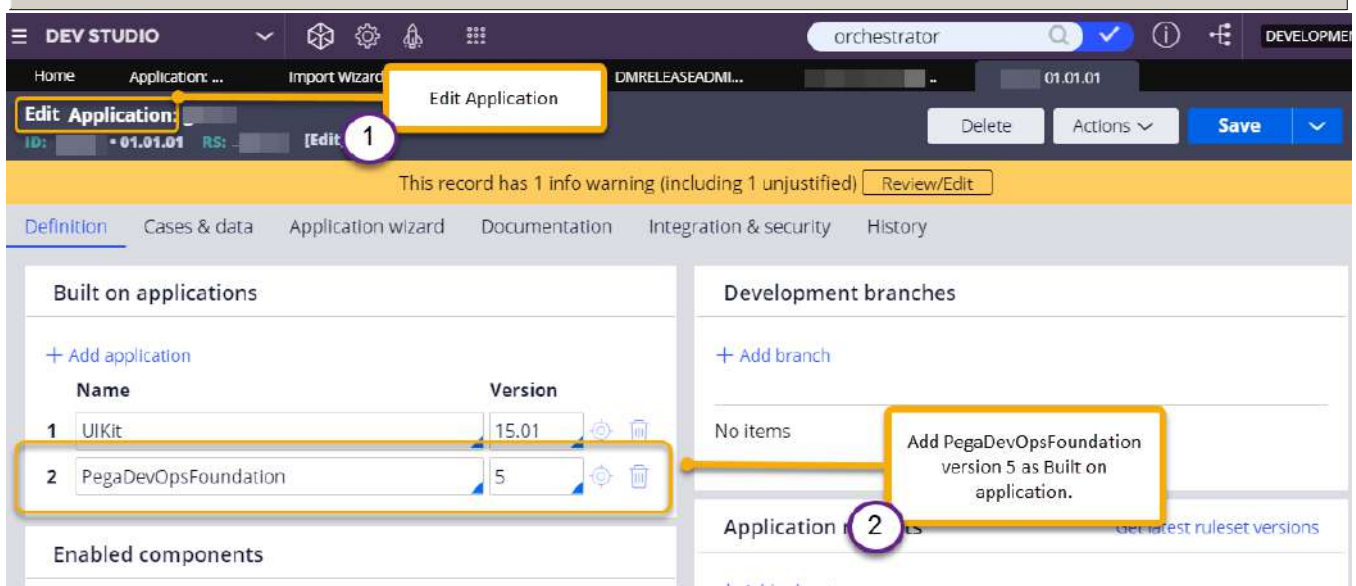 DEV STUDIO
orchestrator
DEVELOPMEN
Home Application: ... Import Wizard DMRELEASEADMI... .. 01.01.01
Edit Application
Edit Application:
1
ID: • 01.01.01 RS: [Edit
Delete Actions Save
This record has 1 info warning (including 1 unjustified) Review/Edit
Definition Cases & data Application wizard Documentation Integration & security History
Built on applications
Development branches
+ Add application
+ Add branch
Name Version
1 UIKit 15.01
No items
2 PegaDevOpsFoundation 5
Add PegaDevOpsFoundation
version 5 as Built on
application.
2
Application
latest ruleset versions
Enabled components